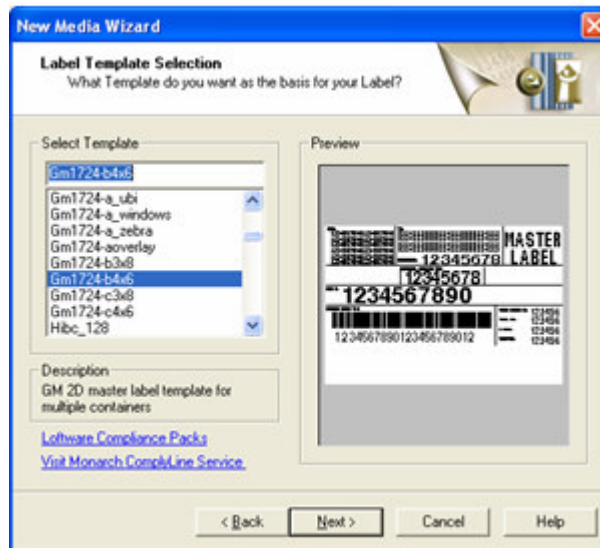 New Media Wizard
Label Template Selection
What Template do you want as the basis for your Label?
Select Template
Gm1724-b4x6
Gm1724-a_ubi
Gm1724-a_windows
Gm1724-a_zebra
Gm1724-aoverlay
Gm1724-b3x8
Gm1724-b4x6
Gm1724-c3x8
Gm1724-c4x6
Hibc_128
Description
GM 2D master label template for
multiple containers
Loftware Compliance Packs
Visit Monarch ComplyLine Service
Preview
MASTER
LABEL
12345678
12345678
1234567890
1234567890123456789012
123456
123456
123456
123456
< Back
Next >
Cancel
Help